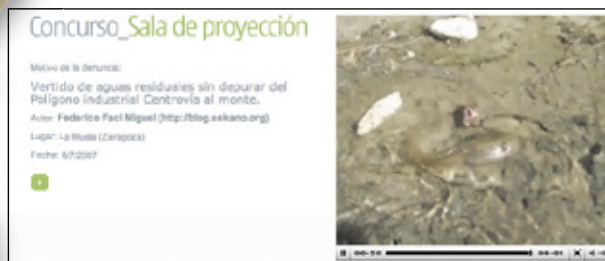 Concurso_Sala de proyección
Motivo de la denuncia:
Vertido de aguas residuales sin depurar del
Polígono industrial Centrovía al monte.
Autor: Federico Faci Miguel (http://blog.sekano.org)
Lugar: La Muela (Zaragoza)
Fecha: 6/7/2007